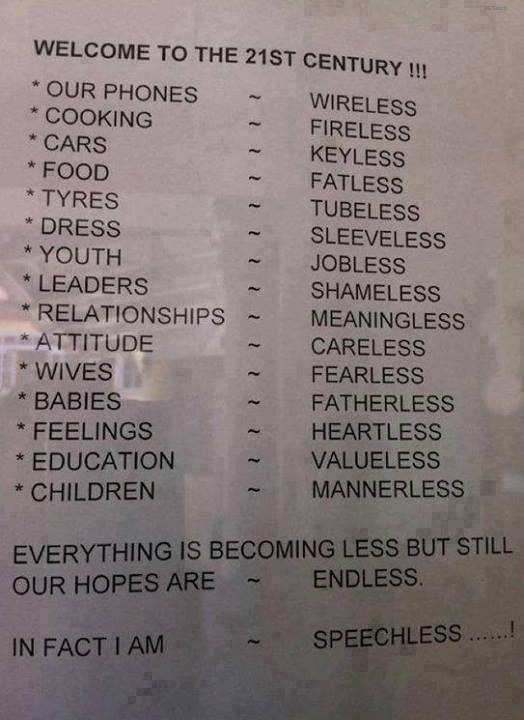 WELCOME TO THE 21ST CENTURY !!!
* OUR PHONES ~ WIRELESS
* COOKING ~ FIRELESS
* CARS ~ KEYLESS
* FOOD ~ FATLESS
* TYRES ~ TUBELESS
* DRESS ~ SLEEVELESS
* YOUTH ~ JOBLESS
* LEADERS ~ SHAMELESS
* RELATIONSHIPS ~ MEANINGLESS
* ATTITUDE ~ CARELESS
* WIVES ~ FEARLESS
* BABIES ~ FATHERLESS
* FEELINGS ~ HEARTLESS
* EDUCATION ~ VALUELESS
* CHILDREN ~ MANNERLESS
EVERYTHING IS BECOMING LESS BUT STILL
OUR HOPES ARE ~ ENDLESS.
IN FACT I AM ~ SPEECHLESS ......!